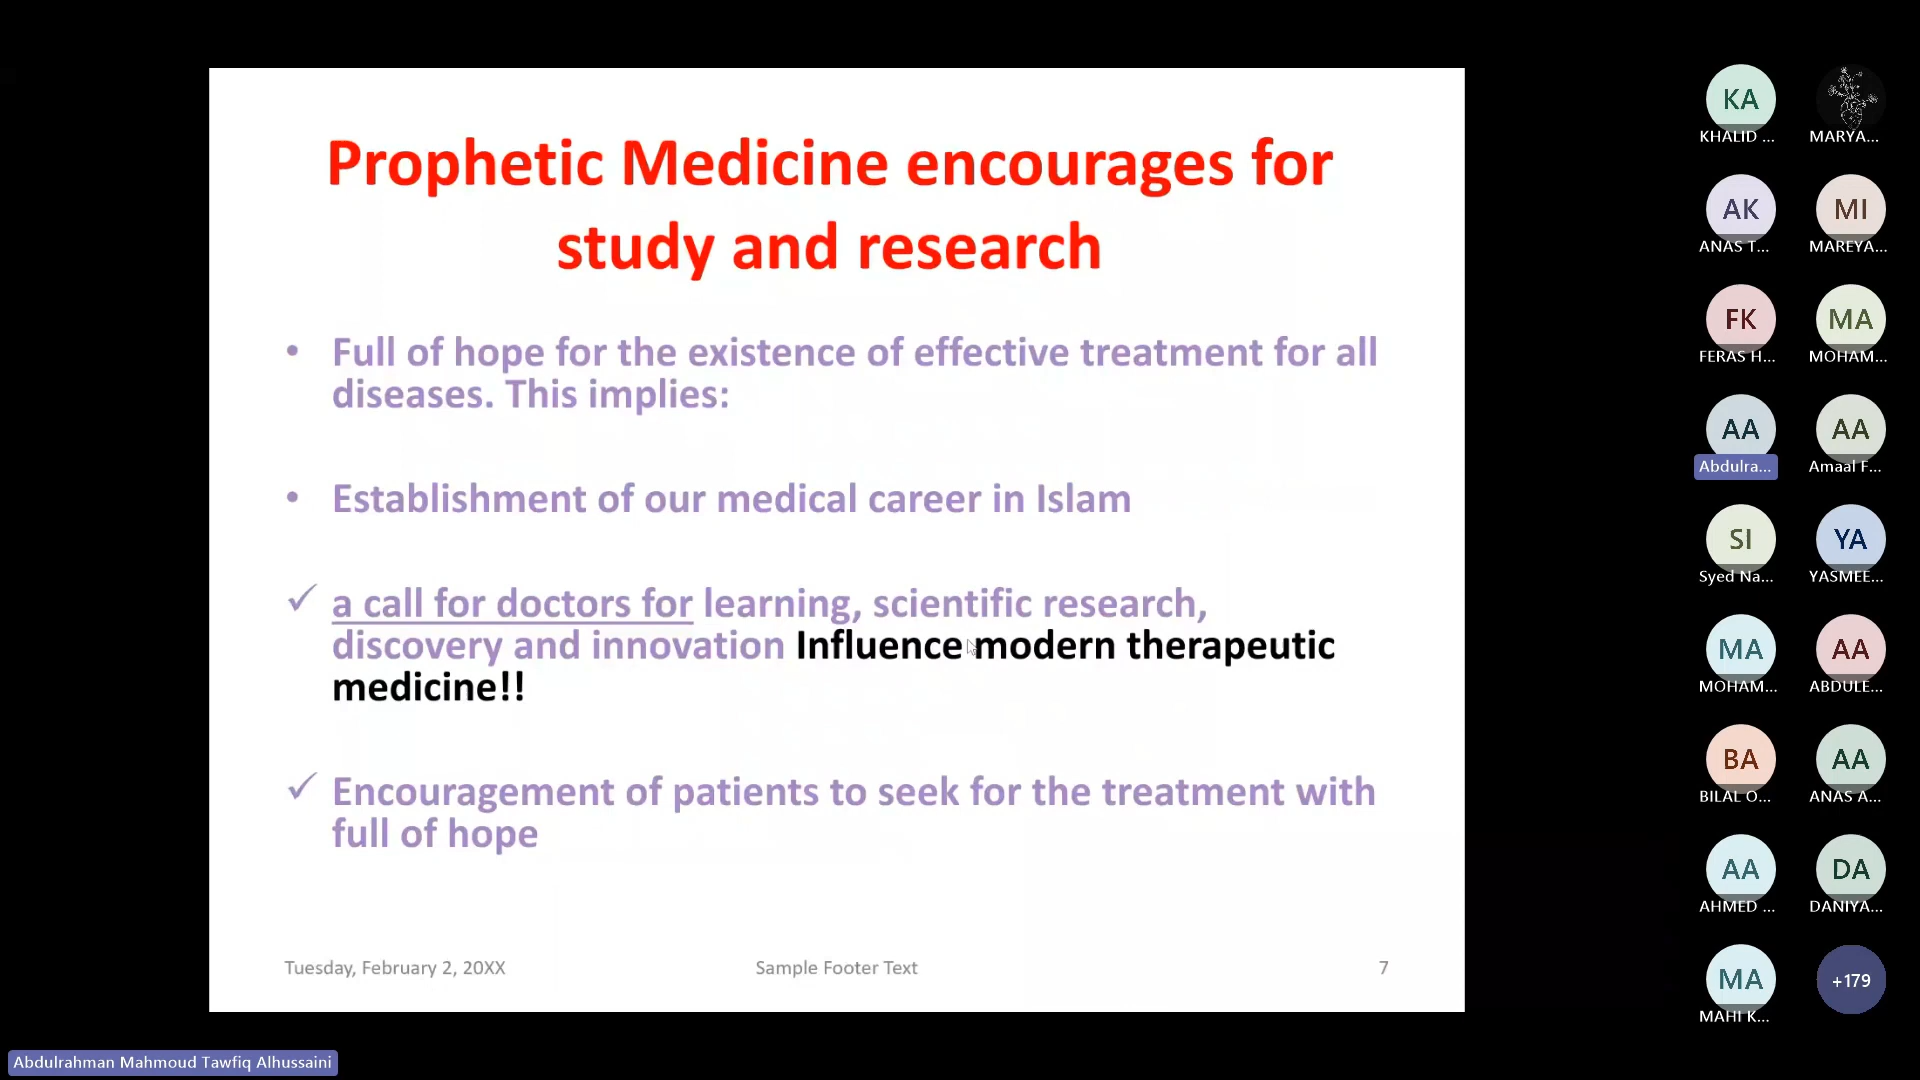 Prophetic Medicine encourages for
study and research
• Full of hope for the existence of effective treatment for all
diseases. This implies:
• Establishment of our medical career in Islam
✓ a call for doctors for learning, scientific research,
discovery and innovation Influence modern therapeutic
medicine!!
✓ Encouragement of patients to seek for the treatment with
full of hope
Tuesday, February 2, 20XX
Sample Footer Text
7
KA
KHALID ...
MARYA...
AK
ANAS T...
MI
MAREYA...
FK
FERAS H...
MA
MOHAM...
AA
Abdulra...
AA
Amaal F...
SI
Syed Na...
YA
YASMEE...
MA
MOHAM...
AA
ABDULE...
BA
BILAL O...
AA
ANAS A...
AA
AHMED ...
DA
DANIYA...
MA
MAHI K...
+179
Abdulrahman Mahmoud Tawfiq Alhussaini